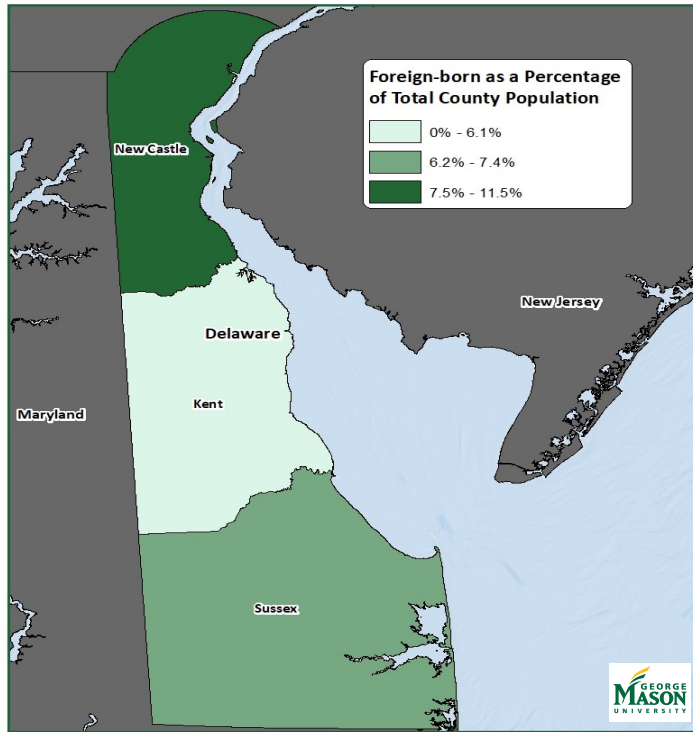 Foreign-born as a Percentage
of Total County Population
0% - 6.1%
6.2% - 7.4%
7.5% - 11.5%
New Castle
New Jersey
Delaware
Kent
Maryland
Sussex
GEORGE
MASON
UNIVERSITY